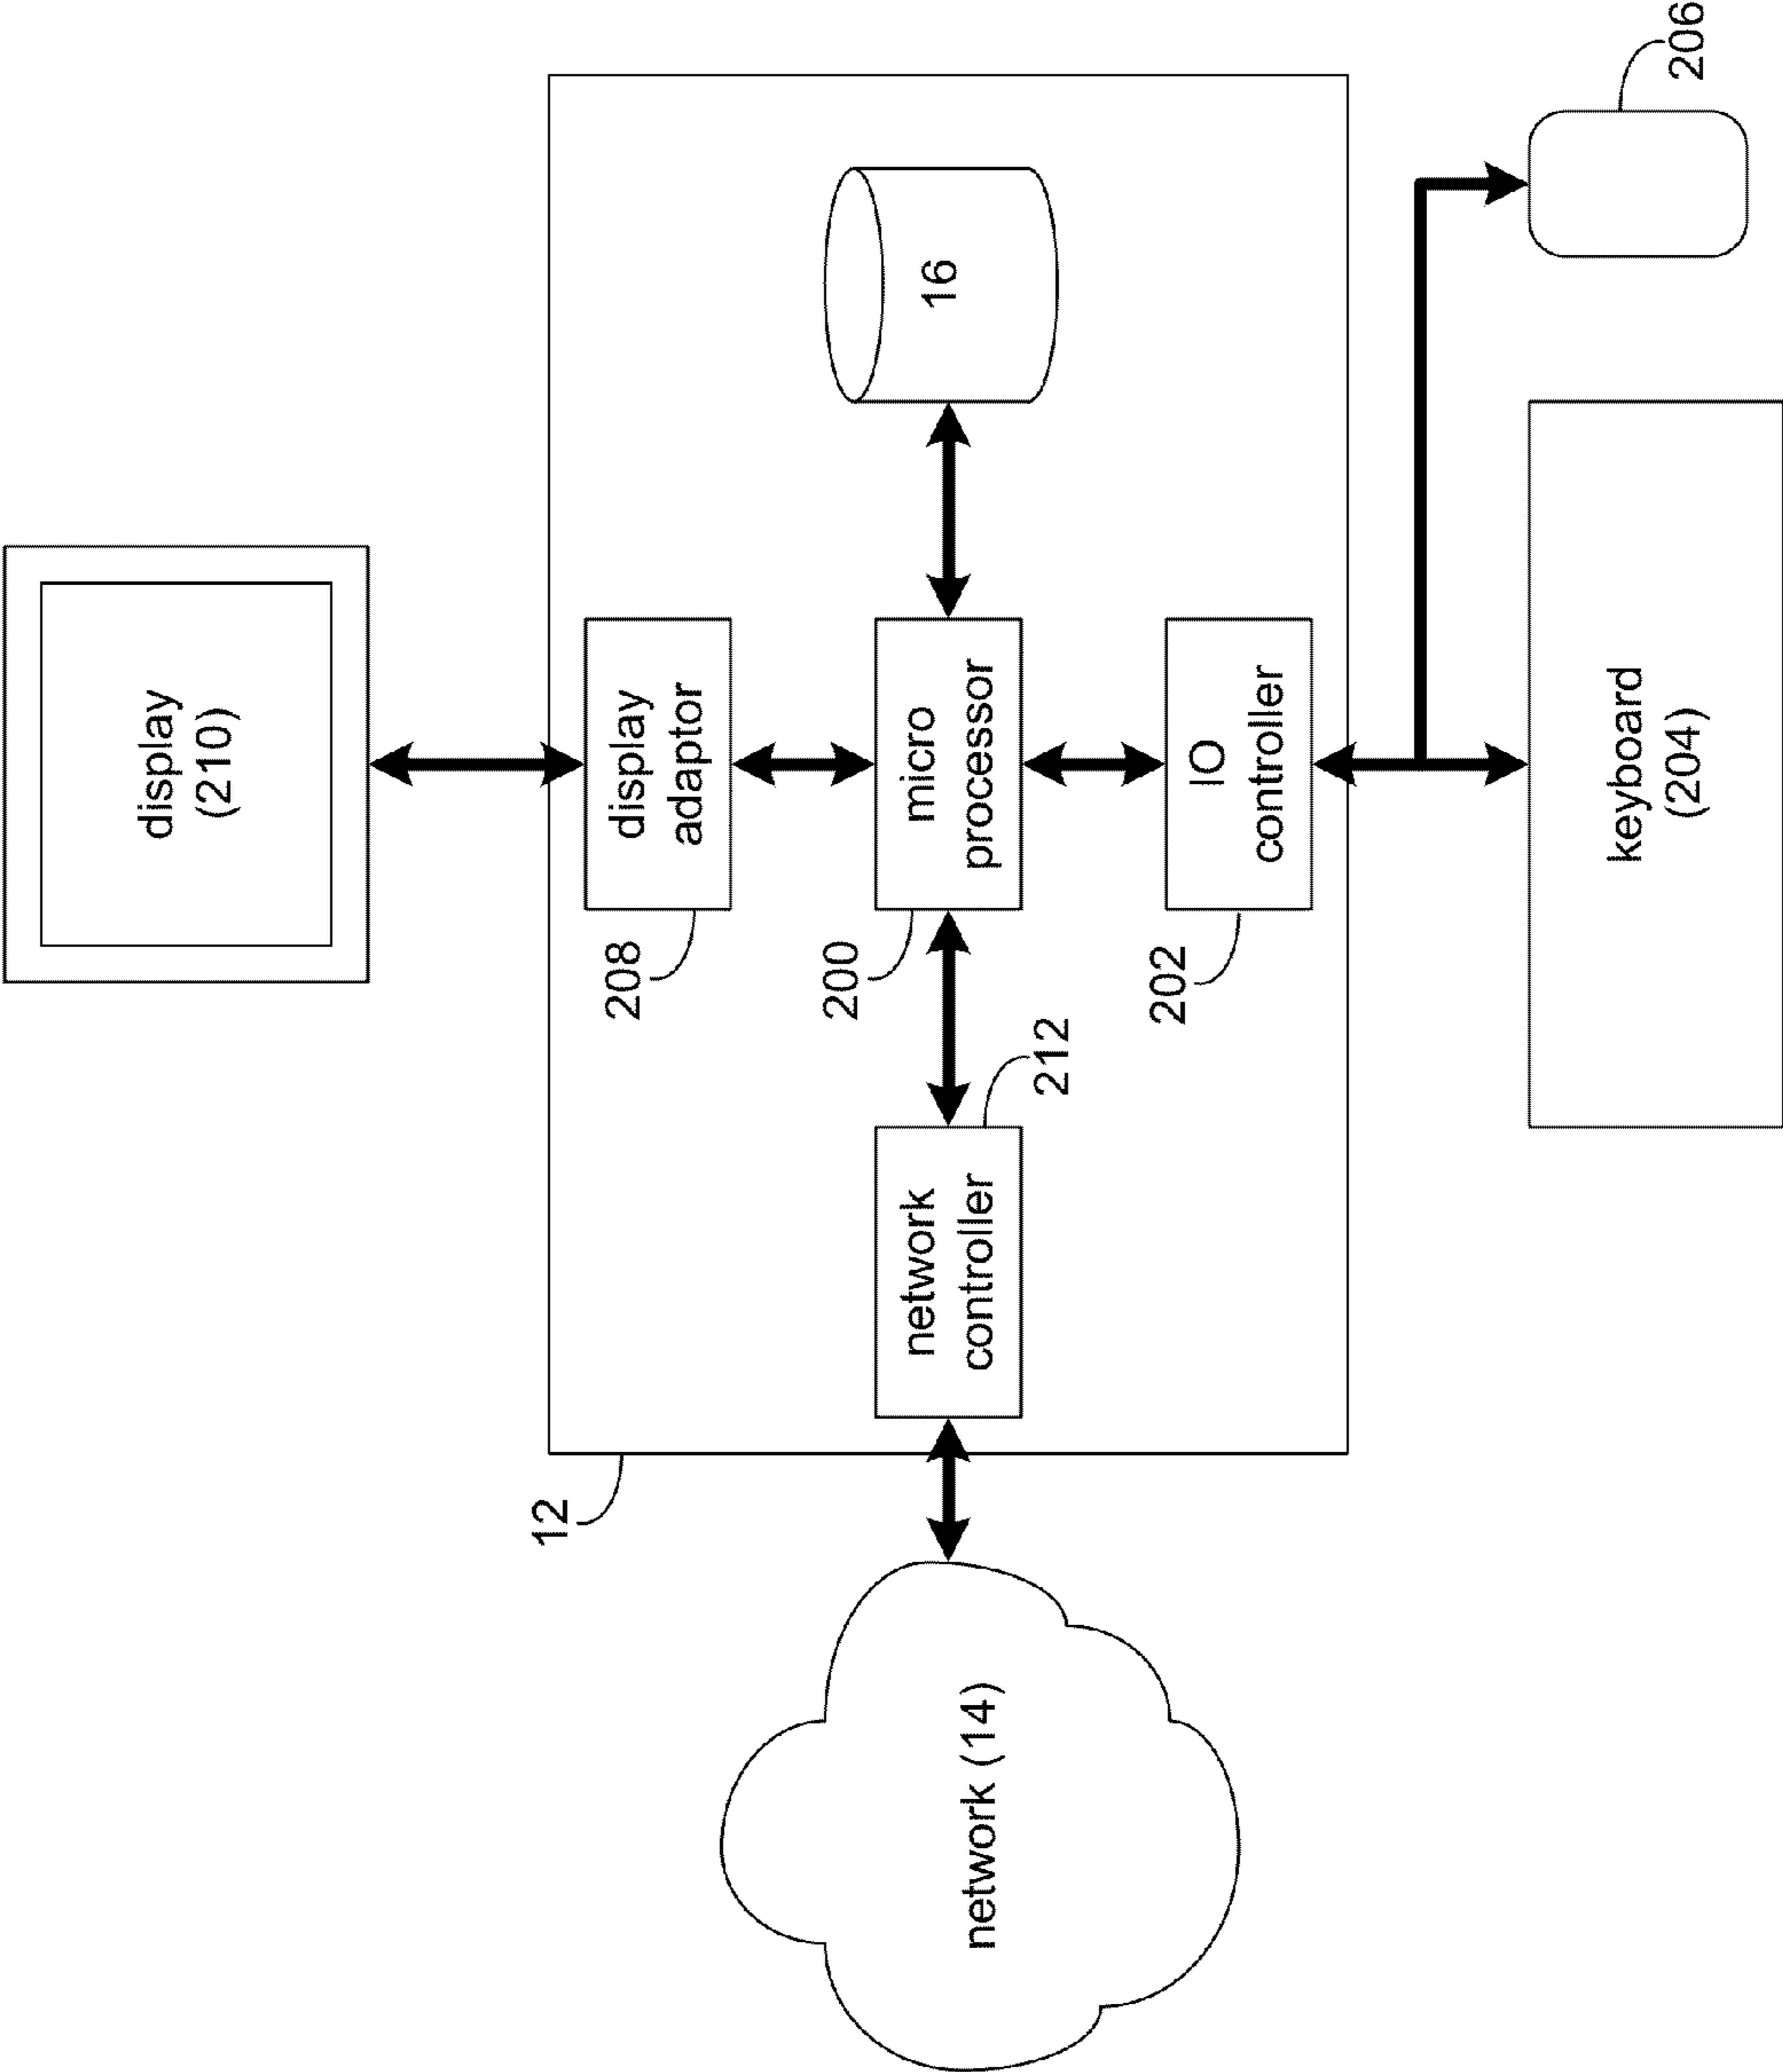 display
(210)
12
208
display
adaptor
200
network (14)
network
controller
micro
processor
16
212
202
IO
controller
keyboard
(204)
206